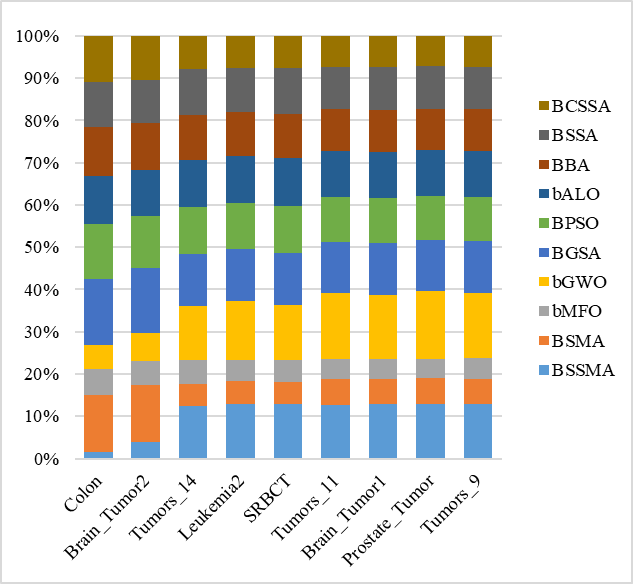 100%
90%
80%
70%
60%
50%
40%
30%
20%
10%
0%
Colon
Brain_Tumor2
Tumors_14
Leukemia2
SRBCT
Tumors_11
Brain_Tumor1
Prostate_Tumor
Tumors_9
BCSSA
BSSA
BBA
bALO
BPSO
BGSA
bGWO
bMFO
BSMA
BSSMA